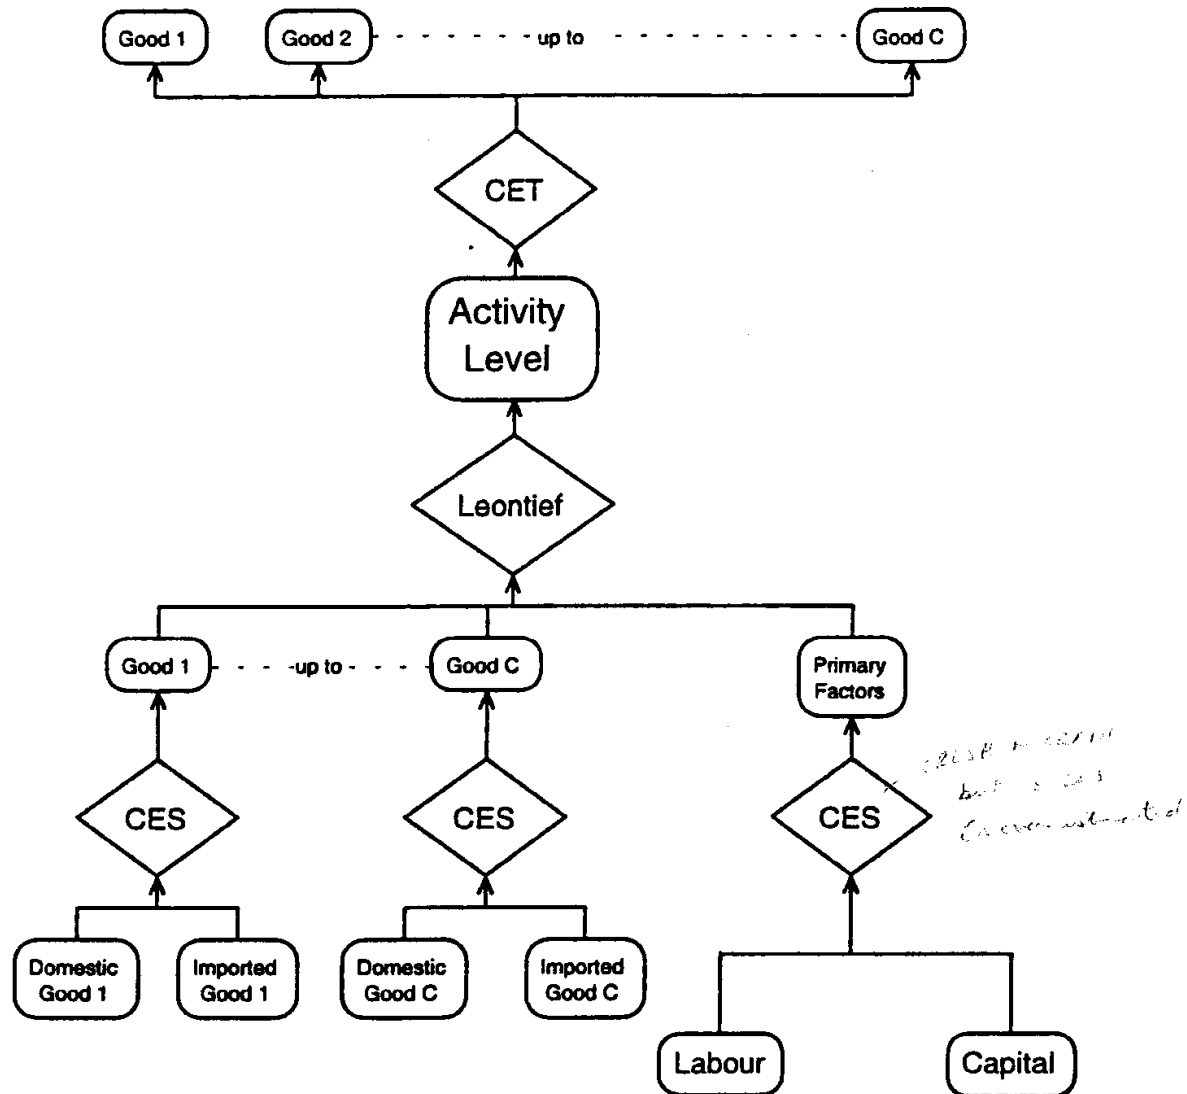 Good 1
Good 2
up to
Good C
CET
Activity
Level
Leontief
Good 1
up to
Good C
Primary
Factors
CES
CES
CES
but
Domestic
Good 1
Imported
Good 1
Domestic
Good C
Imported
Good C
Labour
Capital